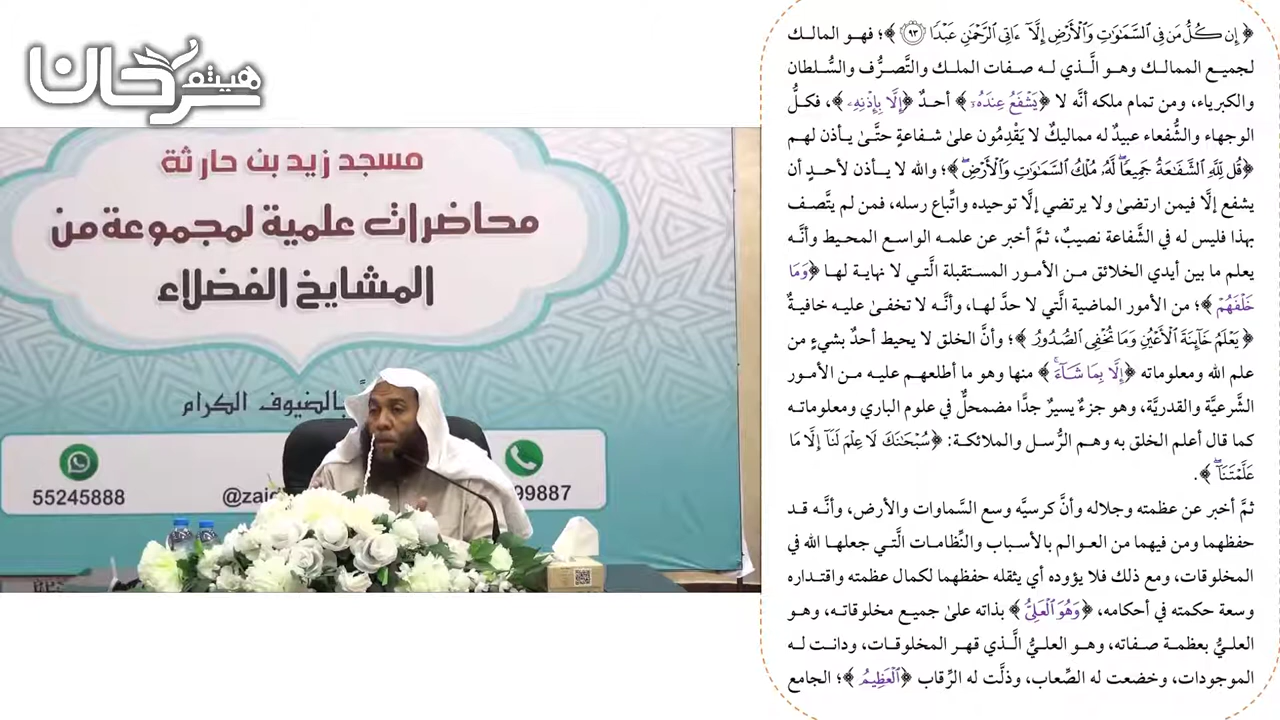 هيثم
سرحان
مسجد زيد بن حارثة
محاضرات علمية لمجموعة من
المشايخ الفضلاء
بالضيوف الكرام
55245888
@zaid
99887
﴿ إِن كُلُّ مَن فِي ٱلسَّمَٰوَٰتِ وَٱلۡأَرۡضِ إِلَّآ ءَاتِي ٱلرَّحۡمَٰنِ عَبۡدٗا ٩٣ ﴾؛ فهو المالك
لجميع الممالك وهو الَّذي له صفات الملك والتَّصرُّف والسُّلطان
والكبرياء، ومن تمام ملكه أنَّه لا ﴿يَشۡفَعُ عِندَهُۥٓ﴾ أحدٌ ﴿إِلَّا بِإِذۡنِهِۦ﴾، فكلُّ
الوجهاء والشُّفعاء عبيدٌ له مماليكٌ لا يَقْدِمُون علىٰ شفاعةٍ حتَّىٰ يأذن لهم
﴿قُل لِّلَّهِ ٱلشَّفَٰعَةُ جَمِيعٗاۖ لَّهُۥ مُلۡكُ ٱلسَّمَٰوَٰتِ وَٱلۡأَرۡضِۖ﴾؛ والله لا يأذن لأحدٍ أن
يشفع إلَّا فيمن ارتضىٰ ولا يرتضي إلَّا توحيده واتِّباع رسله، فمن لم يتَّصف
بهذا فليس له في الشَّفاعة نصيبٌ، ثمَّ أخبر عن علمه الواسع المحيط وأنَّه
يعلم ما بين أيدي الخلائق من الأمور المستقبلة الَّتي لا نهاية لها ﴿وَمَا
خَلۡفَهُمۡ﴾؛ من الأمور الماضية الَّتي لا حدَّ لها، وأنَّه لا تخفىٰ عليه خافيةٌ
﴿يَعۡلَمُ خَآئِنَةَ ٱلۡأَعۡيُنِ وَمَا تُخۡفِي ٱلصُّدُورُ ﴾؛ وأنَّ الخلق لا يحيط أحدٌ بشيءٍ من
علم الله ومعلوماته ﴿إِلَّا بِمَا شَآءَۚ﴾ منها وهو ما أطلعهم عليه من الأمور
الشَّرعيَّة والقدريَّة، وهو جزءٌ يسيرٌ جدًّا مضمحلٌّ في علوم الباري ومعلوماته
كما قال أعلم الخلق به وهم الرُّسل والملائكة: ﴿سُبۡحَٰنَكَ لَا عِلۡمَ لَنَآ إِلَّا مَا
عَلَّمۡتَنَآۖ﴾.
ثمَّ أخبر عن عظمته وجلاله وأنَّ كرسيَّه وسع السَّماوات والأرض، وأنَّه قد
حفظهما ومن فيهما من العوالم بالأسباب والنِّظامات الَّتي جعلها الله في
المخلوقات، ومع ذلك فلا يؤوده أي يثقله حفظهما لكمال عظمته واقتداره
وسعة حكمته في أحكامه، ﴿وَهُوَ ٱلۡعَلِيُّ﴾ بذاته علىٰ جميع مخلوقاته، وهو
العليُّ بعظمة صفاته، وهو العليُّ الَّذي قهر المخلوقات، ودانت له
الموجودات، وخضعت له الصِّعاب، وذلَّت له الرِّقاب ﴿ٱلۡعَظِيمُ﴾؛ الجامع